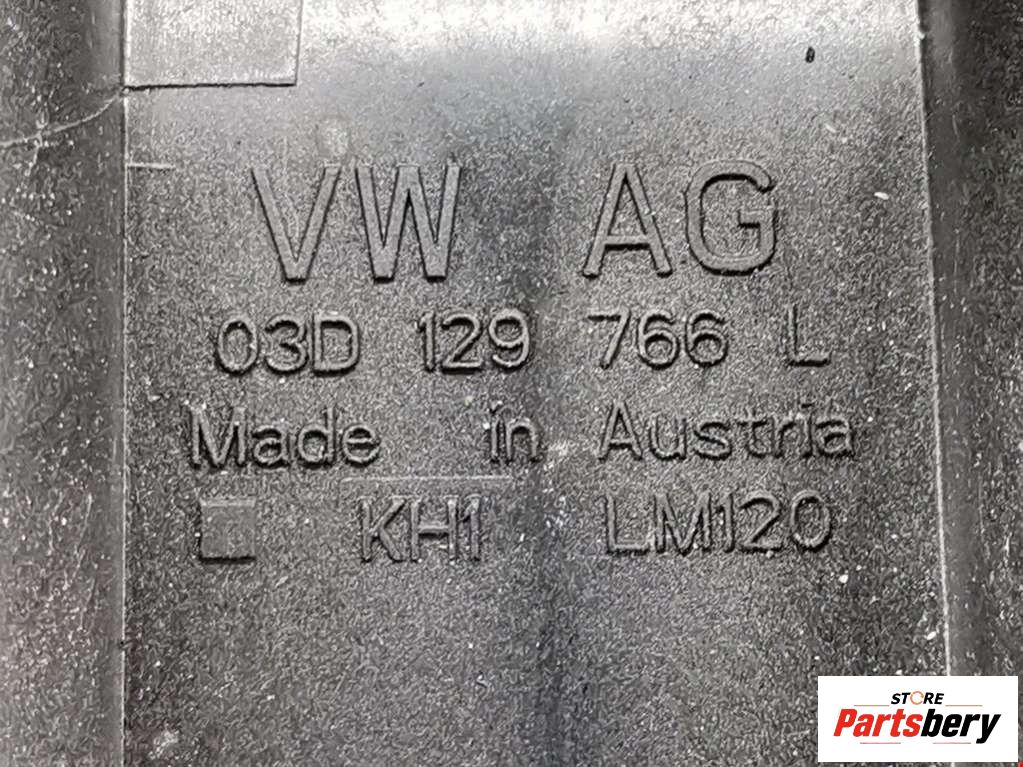 VW AG
03D 129 766 L
Made in Austria
KH1 LM120
STORE
Partsbery